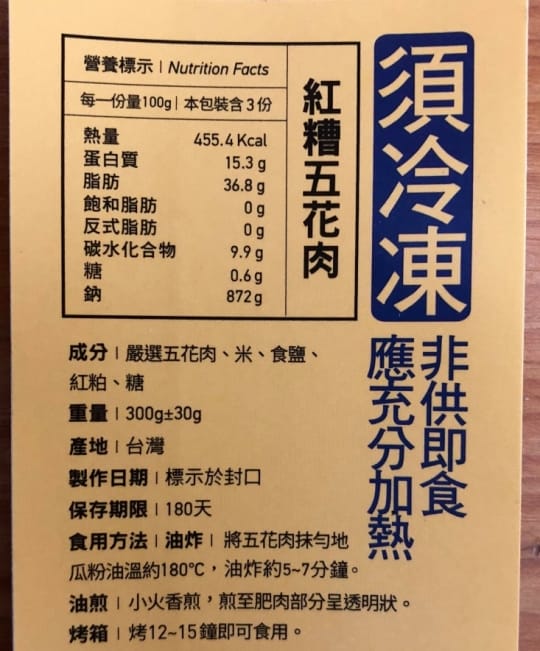 須冷凍
非供即食
應充分加熱
紅糟五花肉
營養標示 | Nutrition Facts
每一份量100g | 本包裝含 3 份
熱量 455.4 Kcal
蛋白質 15.3 g
脂肪 36.8 g
飽和脂肪 0 g
反式脂肪 0 g
碳水化合物 9.9 g
糖 0.6 g
鈉 872 g
成分 | 嚴選五花肉、米、食鹽、
紅粕、糖
重量 | 300g±30g
產地 | 台灣
製作日期 | 標示於封口
保存期限 | 180天
食用方法 | 油炸 | 將五花肉抹勻地
瓜粉油溫約180℃，油炸約5~7分鐘。
油煎 | 小火香煎，煎至肥肉部分呈透明狀。
烤箱 | 烤12~15鐘即可食用。